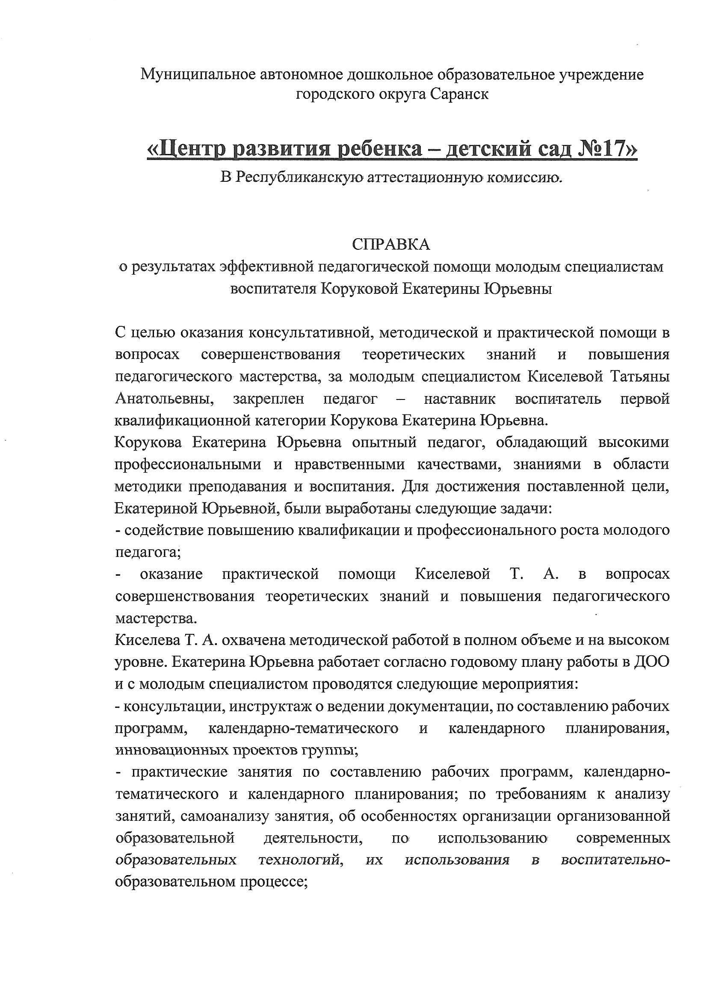 Муниципальное автономное дошкольное образовательное учреждение
городского округа Саранск
«Центр развития ребенка – детский сад №17»
В Республиканскую аттестационную комиссию.
СПРАВКА
о результатах эффективной педагогической помощи молодым специалистам
воспитателя Коруковой Екатерины Юрьевны
С целью оказания консультативной, методической и практической помощи в
вопросах совершенствования теоретических знаний и повышения
педагогического мастерства, за молодым специалистом Киселевой Татьяны
Анатольевны, закреплен педагог – наставник воспитатель первой
квалификационной категории Корукова Екатерина Юрьевна.
Корукова Екатерина Юрьевна опытный педагог, обладающий высокими
профессиональными и нравственными качествами, знаниями в области
методики преподавания и воспитания. Для достижения поставленной цели,
Екатериной Юрьевной, были выработаны следующие задачи:
- содействие повышению квалификации и профессионального роста молодого
педагога;
- оказание практической помощи Киселевой Т. А. в вопросах
совершенствования теоретических знаний и повышения педагогического
мастерства.
Киселева Т. А. охвачена методической работой в полном объеме и на высоком
уровне. Екатерина Юрьевна работает согласно годовому плану работы в ДОО
и с молодым специалистом проводятся следующие мероприятия:
- консультации, инструктаж о ведении документации, по составлению рабочих
программ, календарно-тематического и календарного планирования,
инновационных проектов группы;
- практические занятия по составлению рабочих программ, календарно-
тематического и календарного планирования; по требованиям к анализу
занятий, самоанализу занятия, об особенностях организации организованной
образовательной деятельности, по использованию современных
образовательных технологий, их использования в воспитательно-
образовательном процессе;